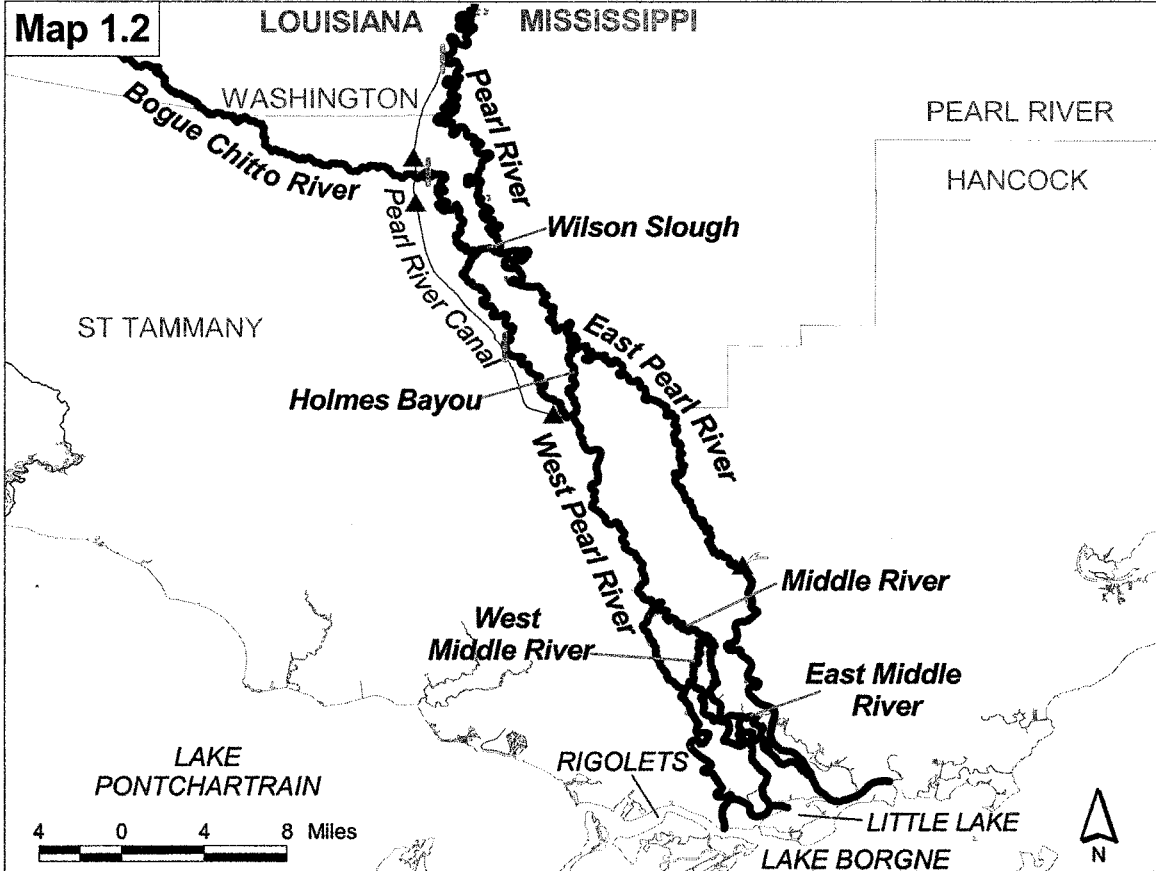 Map 1.2
LOUISIANA
MISSISSIPPI
Pearl River
WASHINGTON
PEARL RIVER
HANCOCK
Bogue Chitto River
Pearl River Canal
Wilson Slough
ST TAMMANY
East Pearl River
Holmes Bayou
West Pearl River
Middle River
West
Middle River
East Middle
River
LAKE
PONTCHARTRAIN
RIGOLETS
LITTLE LAKE
LAKE BORGNE
4 0 4 8 Miles
N